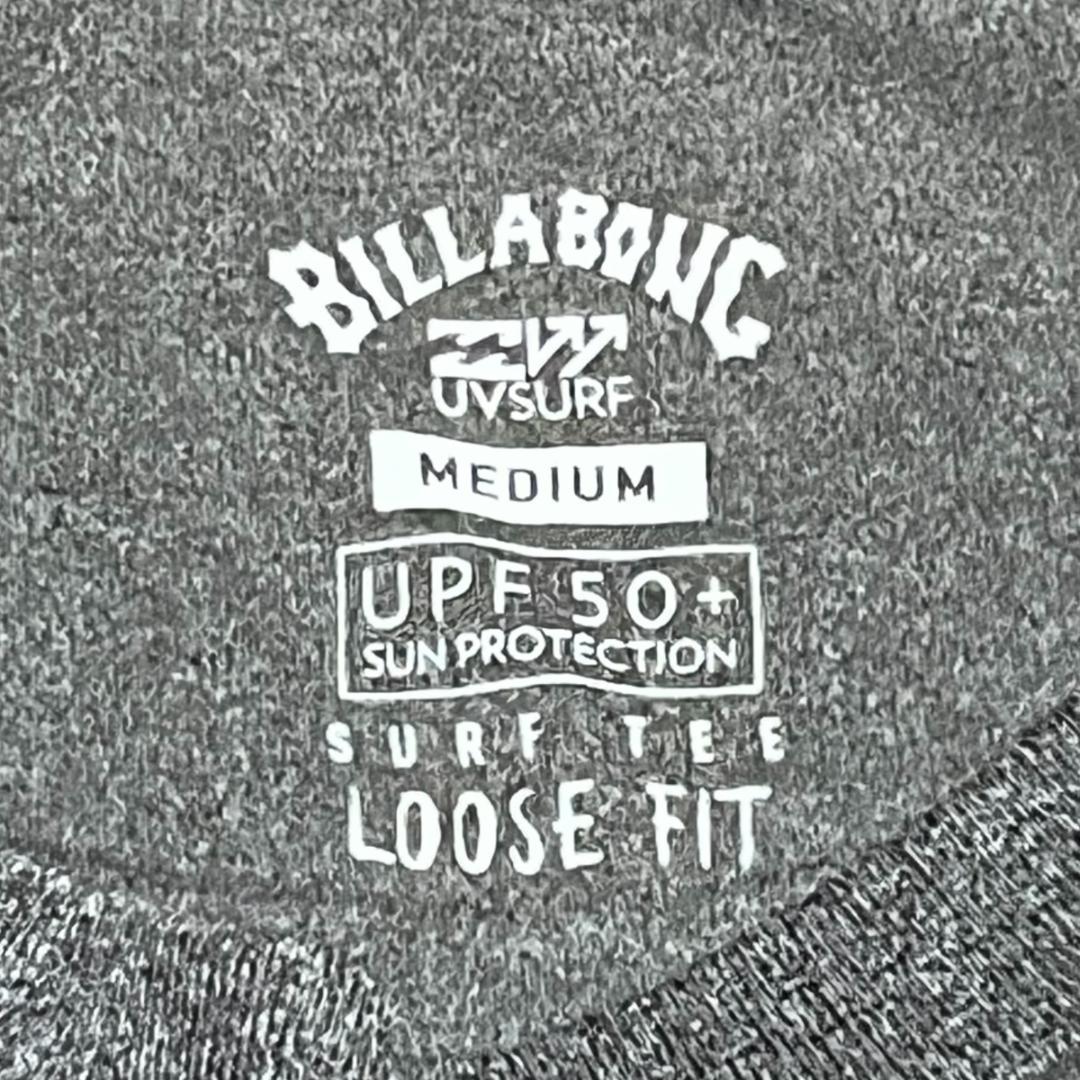 BILLABONG
UVSURF
MEDIUM
UPF 50+
SUN PROTECTION
SURF TEE
LOOSE FIT